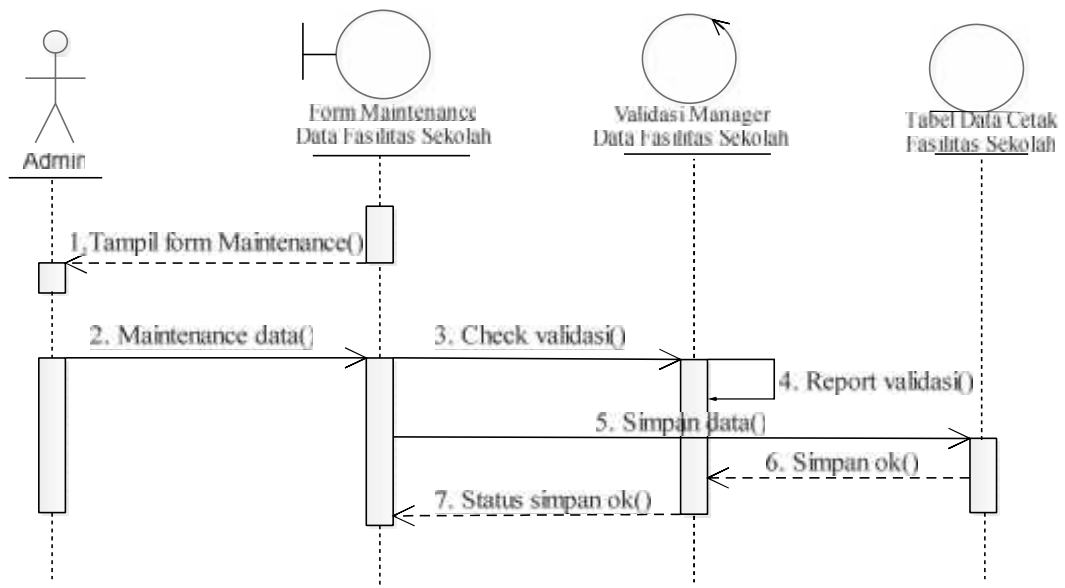 Admin
Form Maintenance
Data Fasilitas Sekolah
Validasi Manager
Data Fasilitas Sekolah
Tabel Data Cetak
Fasilitas Sekolah
1.Tampil form Maintenance()
2. Maintenance data()
3. Check validasi()
4. Report validasi()
5. Simpan data()
6. Simpan ok()
7. Status simpan ok()